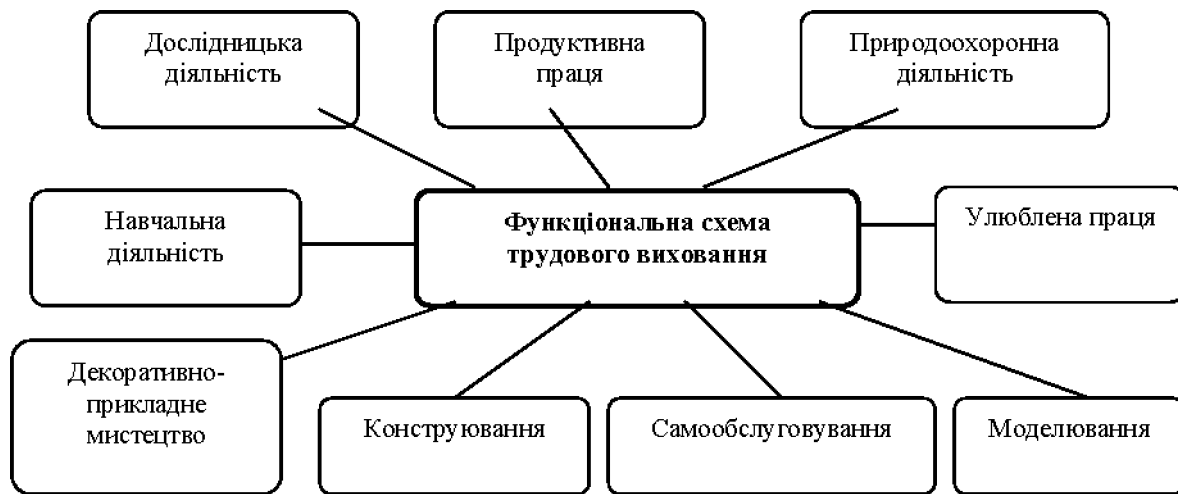 Дослідницька
діяльність
Продуктивна
праця
Природоохоронна
діяльність
Навчальна
діяльність
Функціональна схема
трудового виховання
Улюблена праця
Декоративно-
прикладне
мистецтво
Конструювання
Самообслуговування
Моделювання